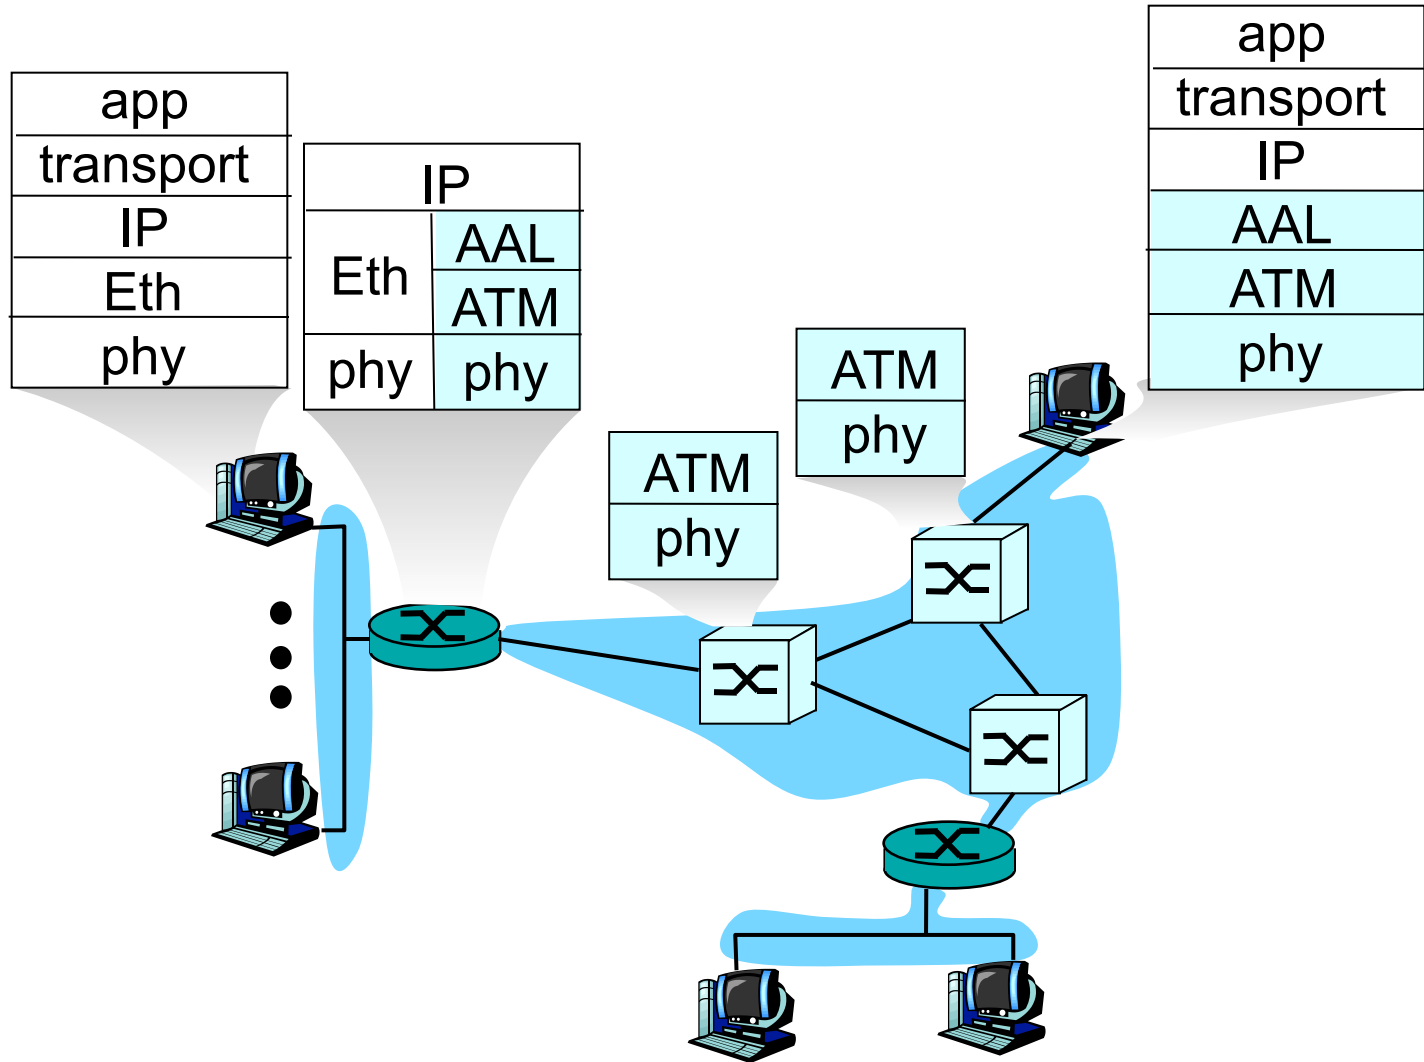 app
transport
IP
Eth
phy
IP
Eth
AAL
ATM
phy
phy
ATM
phy
ATM
phy
app
transport
IP
AAL
ATM
phy